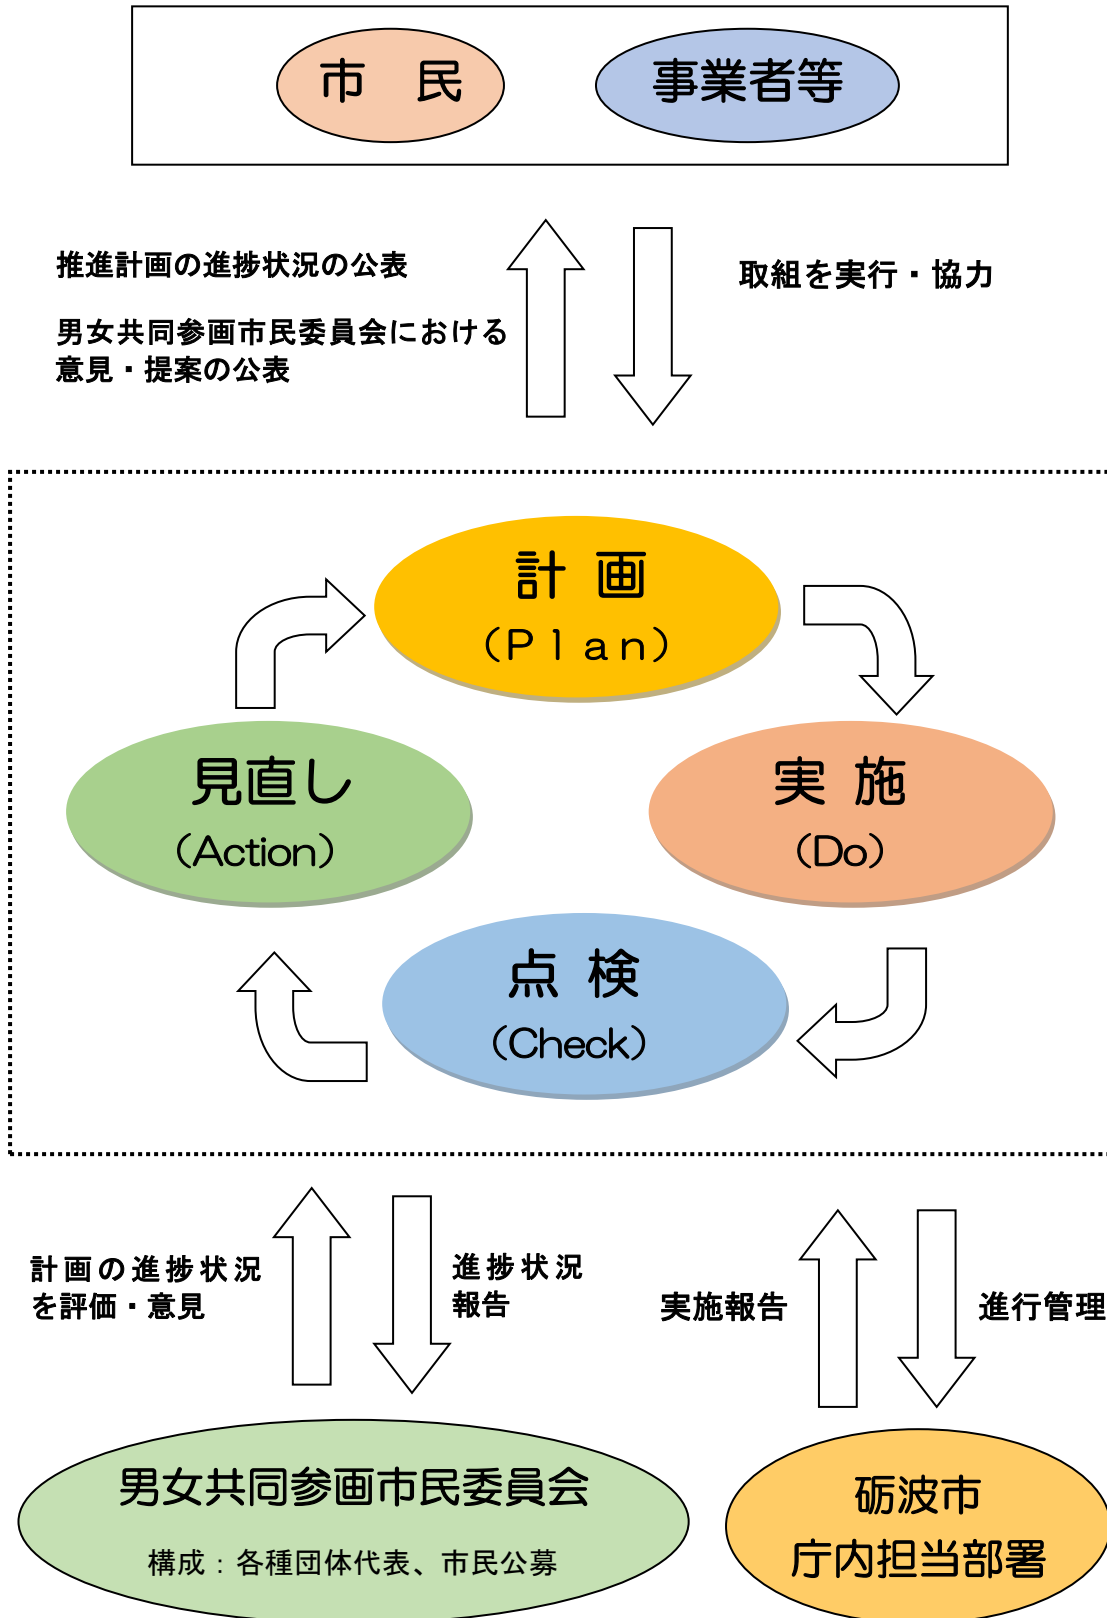 市　民
事業者等
推進計画の進捗状況の公表
男女共同参画市民委員会における
意見・提案の公表
取組を実行・協力
計 画
（Ｐｌａｎ）
見直し
（Action）
実 施
（Do）
点 検
（Check）
計画の進捗状況
を評価・意見
進捗状況
報告
実施報告
進行管理
男女共同参画市民委員会
構成：各種団体代表、市民公募
砺波市
庁内担当部署